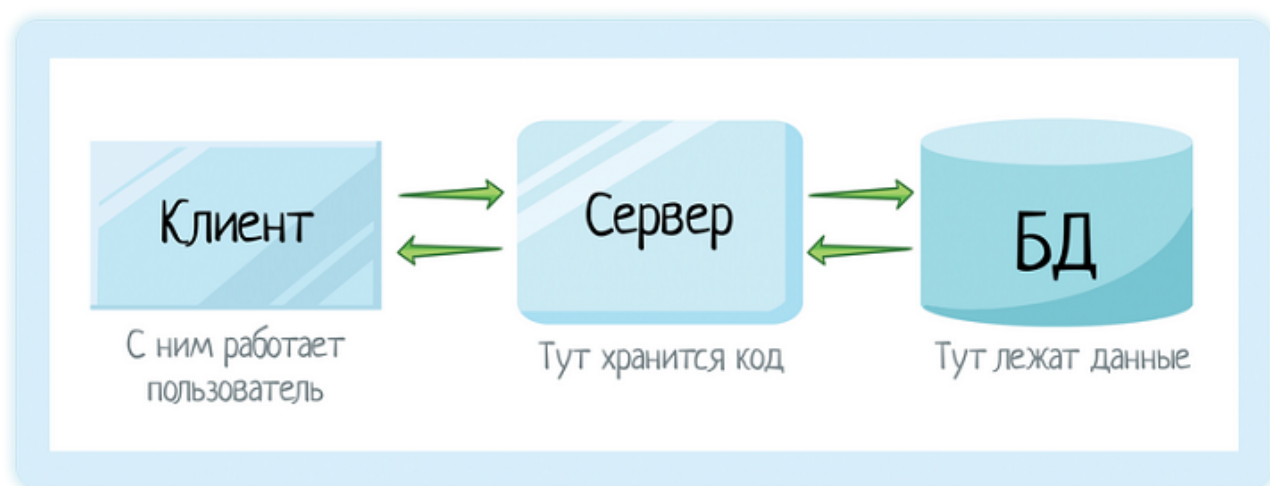 Клиент
Сервер
БД
С ним работает
пользователь
Тут хранится код
Тут лежат данные